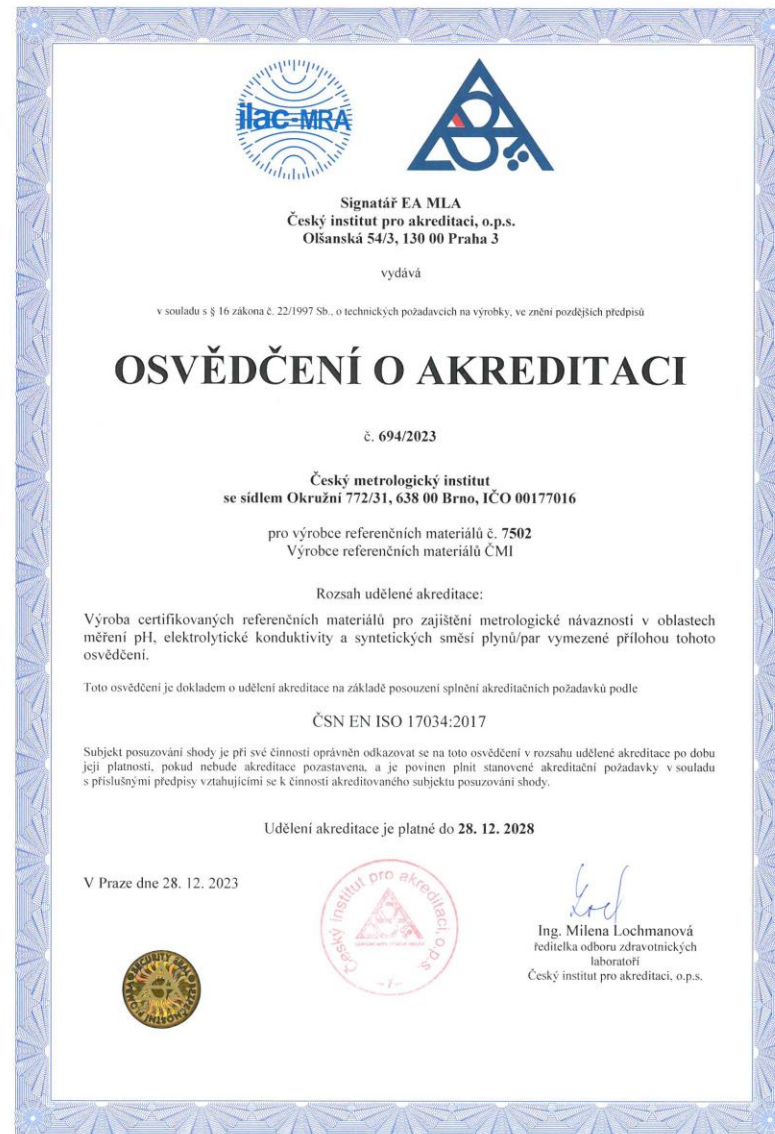 ilac-MRA
Signatář EA MLA
Český institut pro akreditaci, o.p.s.
Olšanská 54/3, 130 00 Praha 3
vydává
v souladu s § 16 zákona č. 22/1997 Sb., o technických požadavcích na výrobky, ve znění pozdějších předpisů
OSVĚDČENÍ O AKREDITACI
č. 694/2023
Český metrologický institut
se sídlem Okružní 772/31, 638 00 Brno, IČO 00177016
pro výrobce referenčních materiálů č. 7502
Výrobce referenčních materiálů ČMI
Rozsah udělené akreditace:
Výroba certifikovaných referenčních materiálů pro zajištění metrologické návaznosti v oblastech
měření pH, elektrolytické konduktivity a syntetických směsí plynů/par vymezené přílohou tohoto
osvědčení.
Toto osvědčení je dokladem o udělení akreditace na základě posouzení splnění akreditačních požadavků podle
ČSN EN ISO 17034:2017
Subjekt posuzování shody je při své činnosti oprávněn odkazovat se na toto osvědčení v rozsahu udělené akreditace po dobu
její platnosti, pokud nebude akreditace pozastavena, a je povinen plnit stanovené akreditační požadavky v souladu
s příslušnými předpisy vztahujícími se k činnosti akreditovaného subjektu posuzování shody.
Udělení akreditace je platné do 28. 12. 2028
V Praze dne 28. 12. 2023
Český institut pro akreditaci, o.p.s.
-7-
Ing. Milena Lochmanová
ředitelka odboru zdravotnických
laboratoří
Český institut pro akreditaci, o.p.s.
SECURITY SEAL